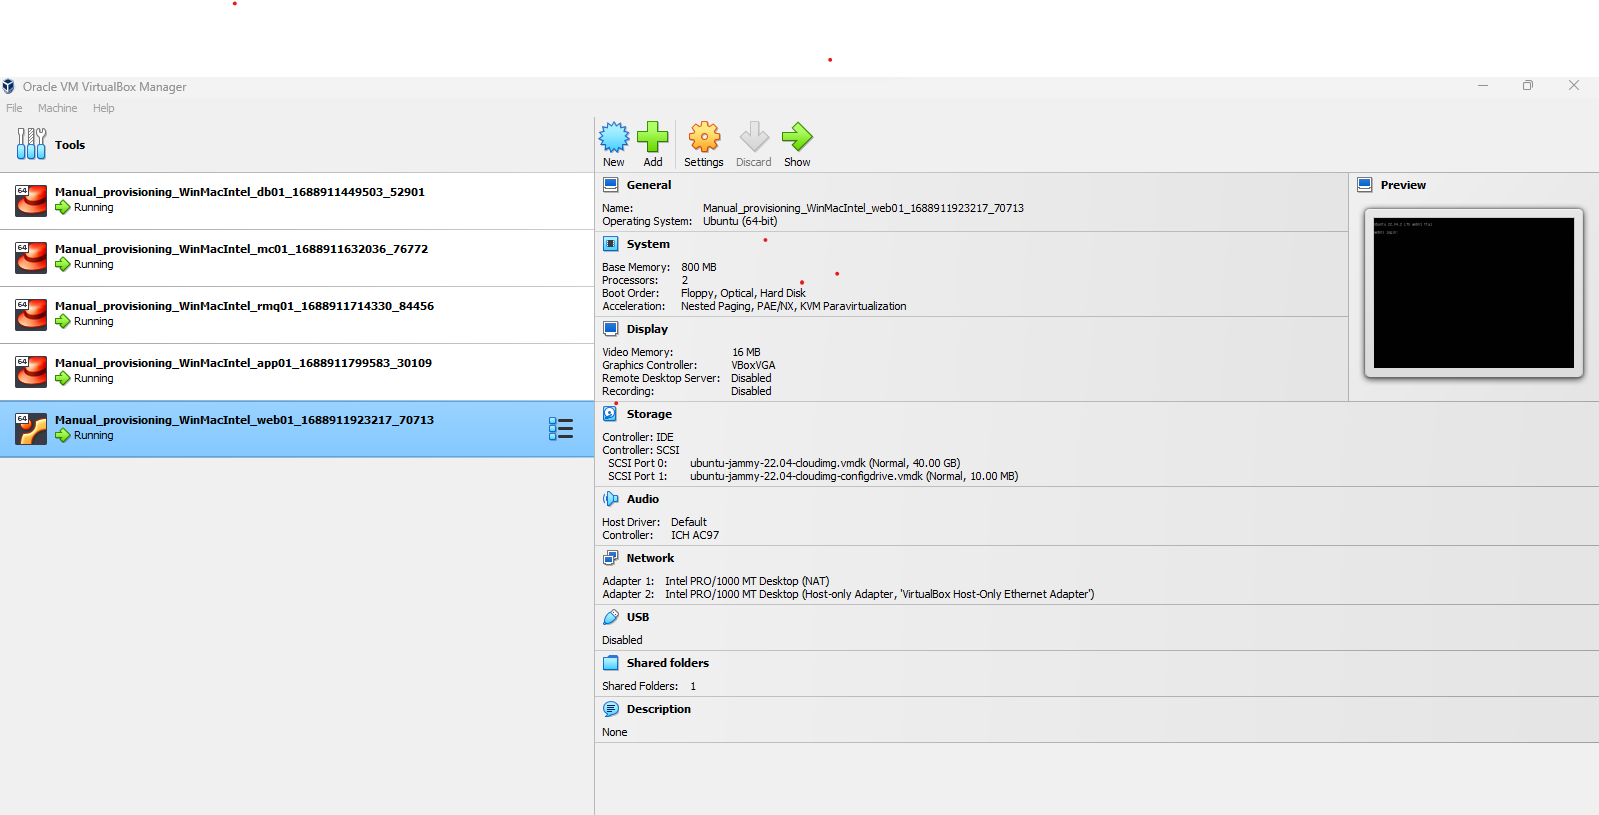 Oracle VM VirtualBox Manager
File Machine Help
Tools
New Add Settings Discard Show
64 Manual_provisioning_WinMacIntel_db01_1688911449503_52901
Running
64 Manual_provisioning_WinMacIntel_mc01_1688911632036_76772
Running
64 Manual_provisioning_WinMacIntel_rmq01_1688911714330_84456
Running
64 Manual_provisioning_WinMacIntel_app01_1688911799583_30109
Running
64 Manual_provisioning_WinMacIntel_web01_1688911923217_70713
Running
General
Name: Manual_provisioning_WinMacIntel_web01_1688911923217_70713
Operating System: Ubuntu (64-bit)
System
Base Memory: 800 MB
Processors: 2
Boot Order: Floppy, Optical, Hard Disk
Acceleration: Nested Paging, PAE/NX, KVM Paravirtualization
Display
Video Memory: 16 MB
Graphics Controller: VBoxVGA
Remote Desktop Server: Disabled
Recording: Disabled
Storage
Controller: IDE
Controller: SCSI
SCSI Port 0: ubuntu-jammy-22.04-cloudimg.vmdk (Normal, 40.00 GB)
SCSI Port 1: ubuntu-jammy-22.04-cloudimg-configdrive.vmdk (Normal, 10.00 MB)
Audio
Host Driver: Default
Controller: ICH AC97
Network
Adapter 1: Intel PRO/1000 MT Desktop (NAT)
Adapter 2: Intel PRO/1000 MT Desktop (Host-only Adapter, 'VirtualBox Host-Only Ethernet Adapter')
USB
Disabled
Shared folders
Shared Folders: 1
Description
None
Preview